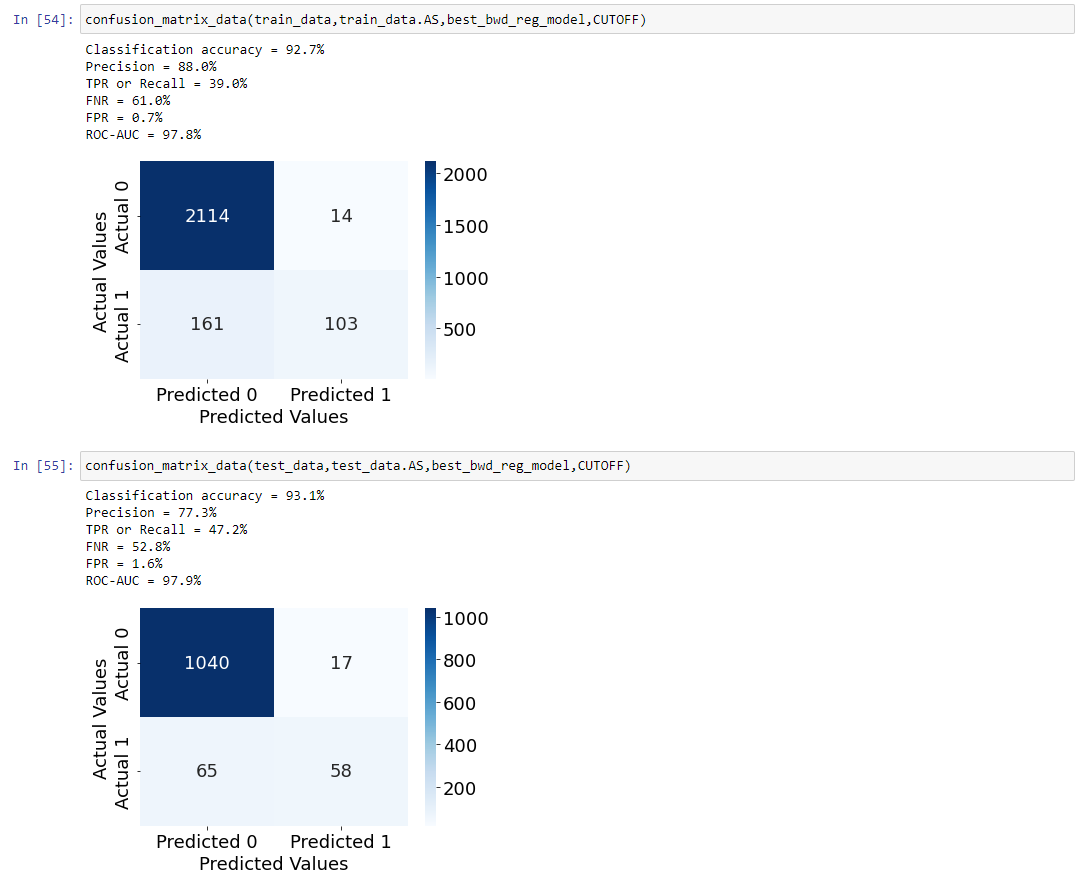 In [54]: confusion_matrix_data(train_data,train_data.AS,best_bwd_reg_model,CUTOFF)
Classification accuracy = 92.7%
Precision = 88.0%
TPR or Recall = 39.0%
FNR = 61.0%
FPR = 0.7%
ROC-AUC = 97.8%
Actual Values
Actual 0
2114 14
Actual 1
161 103
Predicted 0 Predicted 1
Predicted Values
2000
1500
1000
500
In [55]: confusion_matrix_data(test_data,test_data.AS,best_bwd_reg_model,CUTOFF)
Classification accuracy = 93.1%
Precision = 77.3%
TPR or Recall = 47.2%
FNR = 52.8%
FPR = 1.6%
ROC-AUC = 97.9%
Actual Values
Actual 0
1040 17
Actual 1
65 58
Predicted 0 Predicted 1
Predicted Values
1000
800
600
400
200